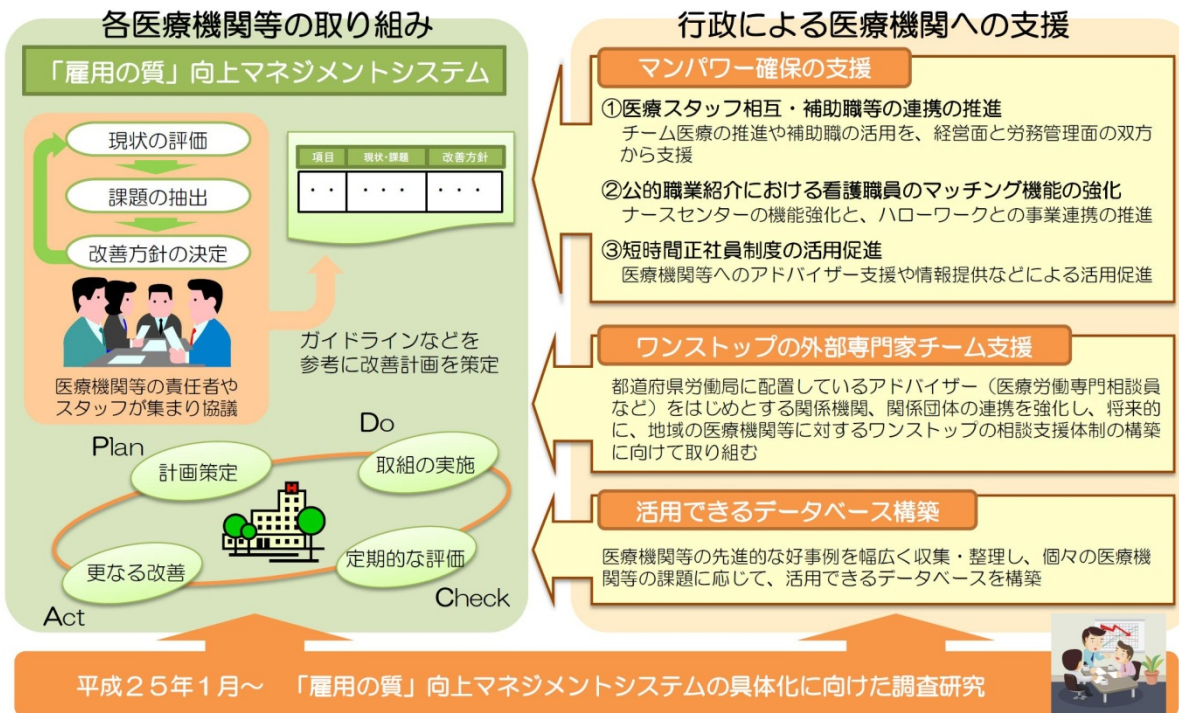 各医療機関等の取り組み
「雇用の質」向上マネジメントシステム
現状の評価
課題の抽出
改善方針の決定
医療機関等の責任者や
スタッフが集まり協議
項目 現状・課題 改善方針
・・ ・・・ ・・・
ガイドラインなどを
参考に改善計画を策定
Plan
計画策定
Do
取組の実施
H
定期的な評価
Check
更なる改善
Act
行政による医療機関への支援
マンパワー確保の支援
①医療スタッフ相互・補助職等の連携の推進
チーム医療の推進や補助職の活用を、経営面と労務管理面の双方
から支援
②公的職業紹介における看護職員のマッチング機能の強化
ナースセンターの機能強化と、ハローワークとの事業連携の推進
③短時間正社員制度の活用促進
医療機関等へのアドバイザー支援や情報提供などによる活用促進
ワンストップの外部専門家チーム支援
都道府県労働局に配置しているアドバイザー（医療労働専門相談員
など）をはじめとする関係機関、関係団体の連携を強化し、将来的
に、地域の医療機関等に対するワンストップの相談支援体制の構築
に向けて取り組む
活用できるデータベース構築
医療機関等の先進的な好事例を幅広く収集・整理し、個々の医療機
関等の課題に応じて、活用できるデータベースを構築
平成２５年１月～　「雇用の質」向上マネジメントシステムの具体化に向けた調査研究